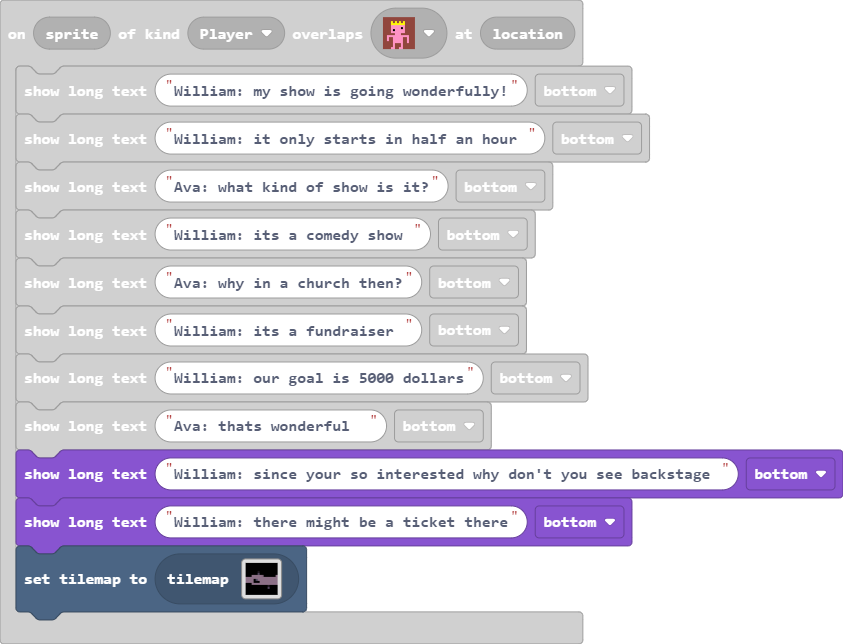 on sprite of kind Player overlaps at location
show long text "William: my show is going wonderfully!" bottom
show long text "William: it only starts in half an hour " bottom
show long text "Ava: what kind of show is it?" bottom
show long text "William: its a comedy show " bottom
show long text "Ava: why in a church then?" bottom
show long text "William: its a fundraiser " bottom
show long text "William: our goal is 5000 dollars" bottom
show long text "Ava: thats wonderful " bottom
show long text "William: since your so interested why don't you see backstage " bottom
show long text "William: there might be a ticket there" bottom
set tilemap to tilemap